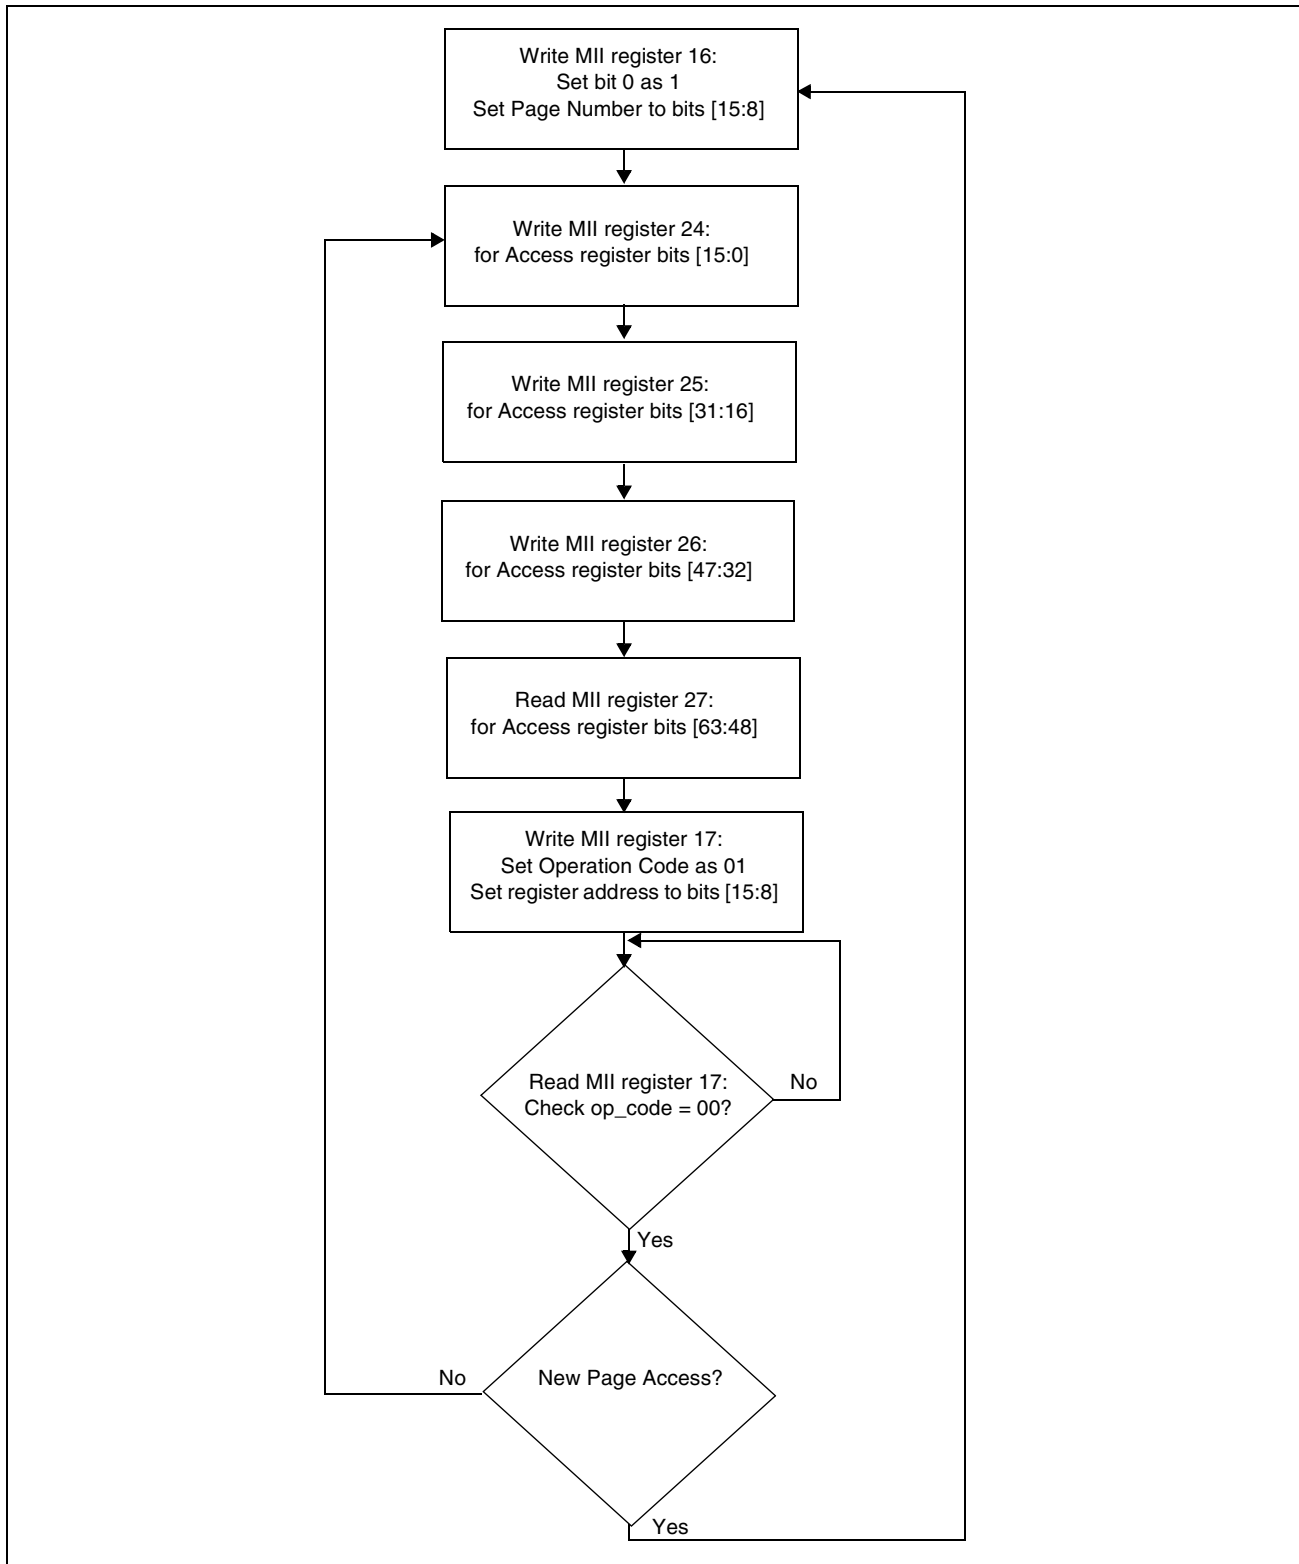 Write MII register 16:
Set bit 0 as 1
Set Page Number to bits [15:8]
Write MII register 24:
for Access register bits [15:0]
Write MII register 25:
for Access register bits [31:16]
Write MII register 26:
for Access register bits [47:32]
Read MII register 27:
for Access register bits [63:48]
Write MII register 17:
Set Operation Code as 01
Set register address to bits [15:8]
Read MII register 17:
Check op_code = 00?
No
Yes
New Page Access?
No
Yes